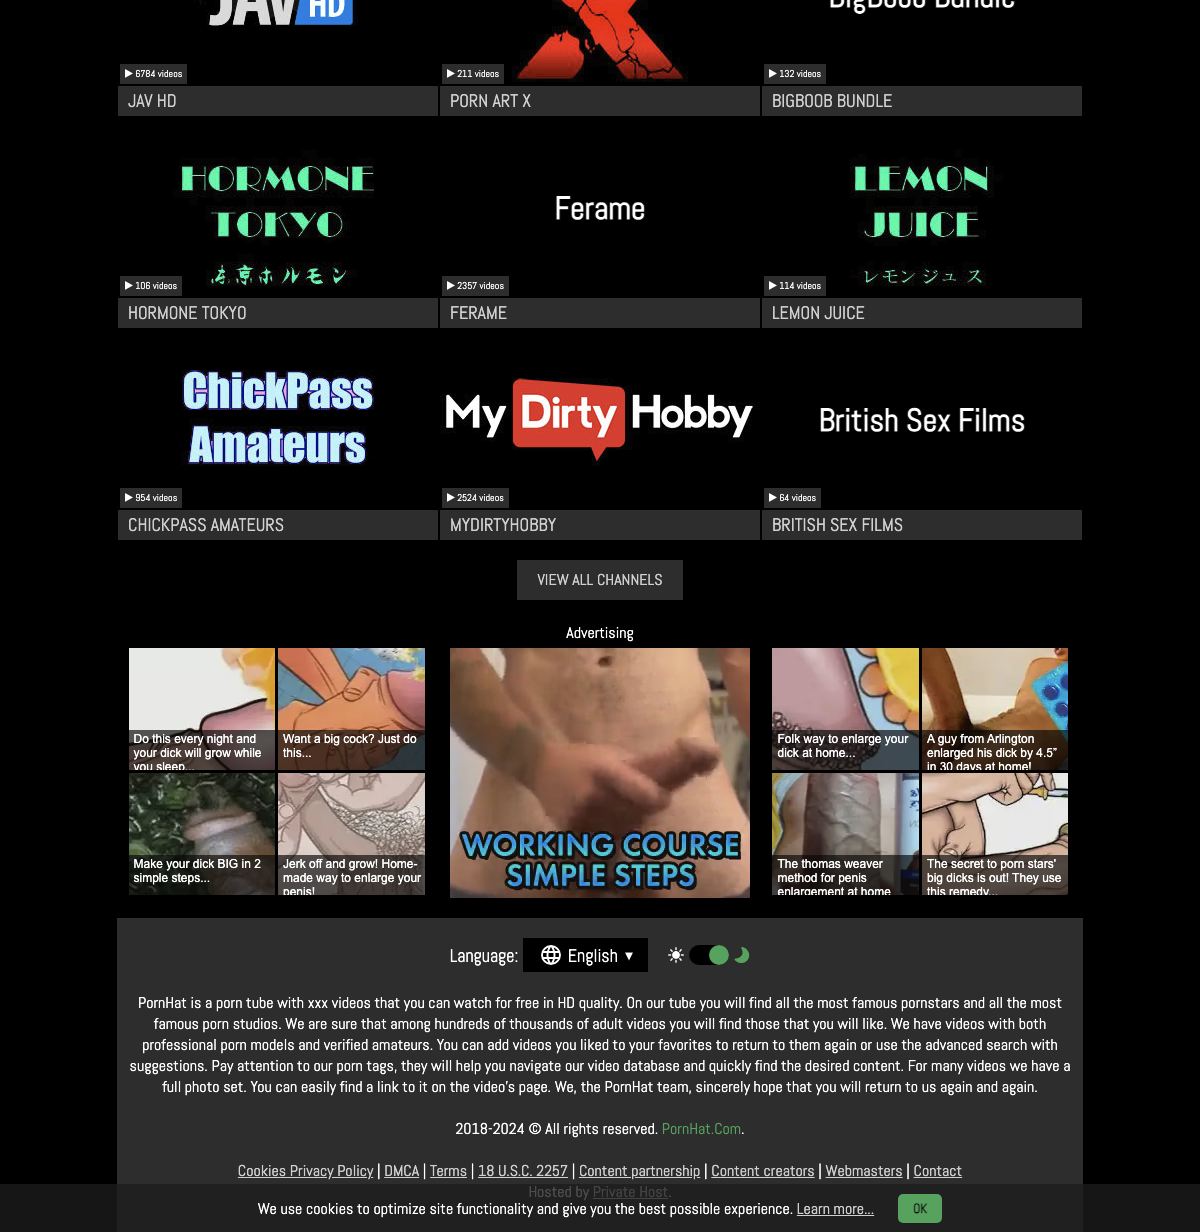 JAV HD
BigBoob Bundle
6784 videos
211 videos
132 videos
JAV HD
PORN ART X
BIGBOOB BUNDLE
HORMONE
TOKYO
東京ホルモン
Ferame
LEMON
JUICE
レモンジュース
106 videos
2357 videos
114 videos
HORMONE TOKYO
FERAME
LEMON JUICE
ChickPass
Amateurs
My Dirty Hobby
British Sex Films
954 videos
2524 videos
64 videos
CHICKPASS AMATEURS
MYDIRTYHOBBY
BRITISH SEX FILMS
VIEW ALL CHANNELS
Advertising
Do this every night and
your dick will grow while
you sleep...
Want a big cock? Just do
this...
Make your dick BIG in 2
simple steps...
Jerk off and grow! Home-
made way to enlarge your
penis!
WORKING COURSE
SIMPLE STEPS
Folk way to enlarge your
dick at home...
A guy from Arlington
enlarged his dick by 4.5”
in 30 days at home!
The thomas weaver
method for penis
enlargement at home
The secret to porn stars'
big dicks is out! They use
this remedy...
Language: English ▾
PornHat is a porn tube with xxx videos that you can watch for free in HD quality. On our tube you will find all the most famous pornstars and all the most
famous porn studios. We are sure that among hundreds of thousands of adult videos you will find those that you will like. We have videos with both
professional porn models and verified amateurs. You can add videos you liked to your favorites to return to them again or use the advanced search with
suggestions. Pay attention to our porn tags, they will help you navigate our video database and quickly find the desired content. For many videos we have a
full photo set. You can easily find a link to it on the video's page. We, the PornHat team, sincerely hope that you will return to us again and again.
2018-2024 © All rights reserved. PornHat.Com.
Cookies Privacy Policy | DMCA | Terms | 18 U.S.C. 2257 | Content partnership | Content creators | Webmasters | Contact
Hosted by Private Host.
We use cookies to optimize site functionality and give you the best possible experience. Learn more... OK